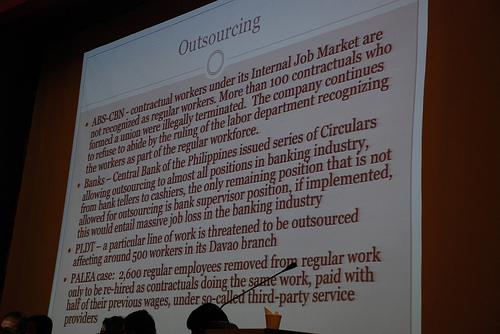 Outsourcing
• ABS-CBN - contractual workers under its Internal Job Market are
not recognized as regular workers. More than 100 contractuals who
formed a union were illegally terminated. The company continues
to refuse to abide by the ruling of the labor department recognizing
the workers as part of the regular workforce.
• Banks – Central Bank of the Philippines issued series of Circulars
allowing outsourcing to almost all positions in banking industry,
from bank tellers to cashiers, the only remaining position that is not
allowed for outsourcing is bank supervisor position, if implemented,
this would entail massive job loss in the banking industry
• PLDT – a particular line of work is threatened to be outsourced
affecting around 500 workers in its Davao branch
• PALEA case: 2,600 regular employees removed from regular work
only to be re-hired as contractuals doing the same work, paid with
half of their previous wages, under so-called third-party service
providers